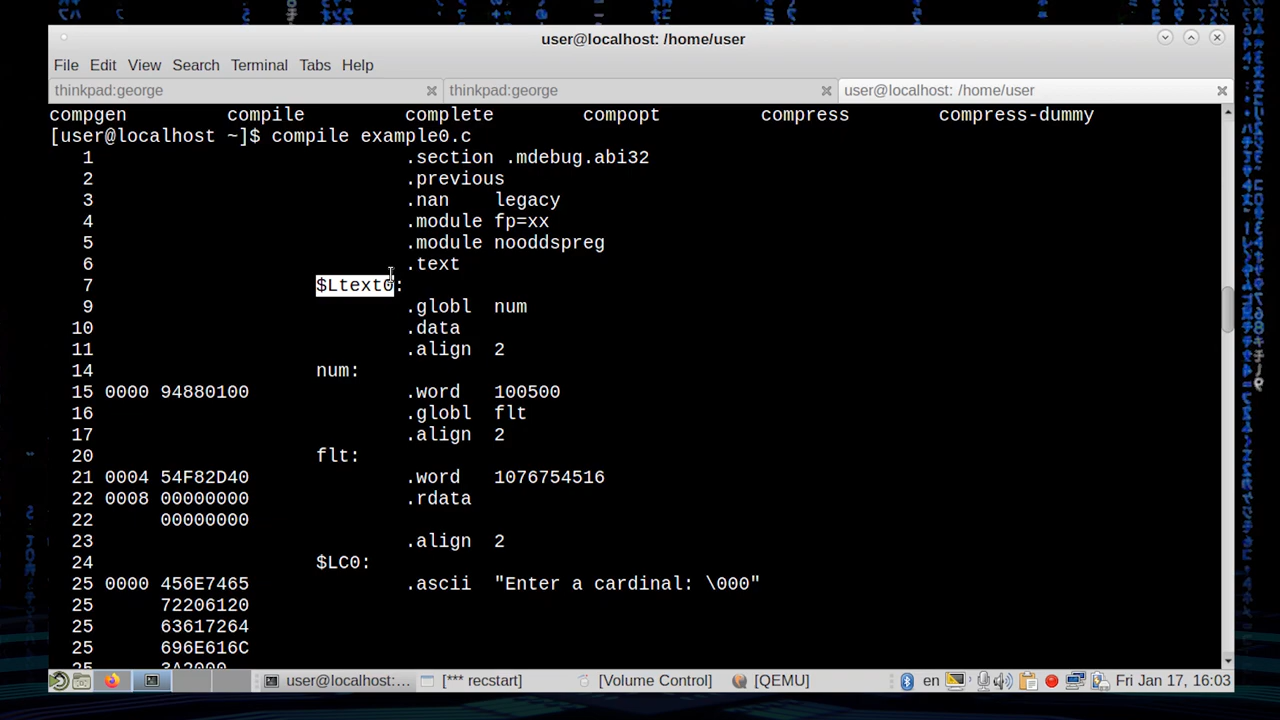 user@localhost: /home/user
File Edit View Search Terminal Tabs Help
thinkpad:george thinkpad:george user@localhost: /home/user
compgen compile complete compopt compress compress-dummy
[user@localhost ~]$ compile example0.c
1 .section .mdebug.abi32
2 .previous
3 .nan legacy
4 .module fp=xx
5 .module nooddspreg
6 .text
7 $Ltext0:
9 .globl num
10 .data
11 .align 2
14 num:
15 0000 94880100 .word 100500
16 .globl flt
17 .align 2
20 flt:
21 0004 54F82D40 .word 1076754516
22 0008 00000000 .rdata
22 00000000
23 .align 2
24 $LC0:
25 0000 456E7465 .ascii "Enter a cardinal: \000"
25 72206120
25 63617264
25 696E616C
25 3A2000
user@localhost:... [*** recstart] [Volume Control] [QEMU] en Fri Jan 17, 16:03